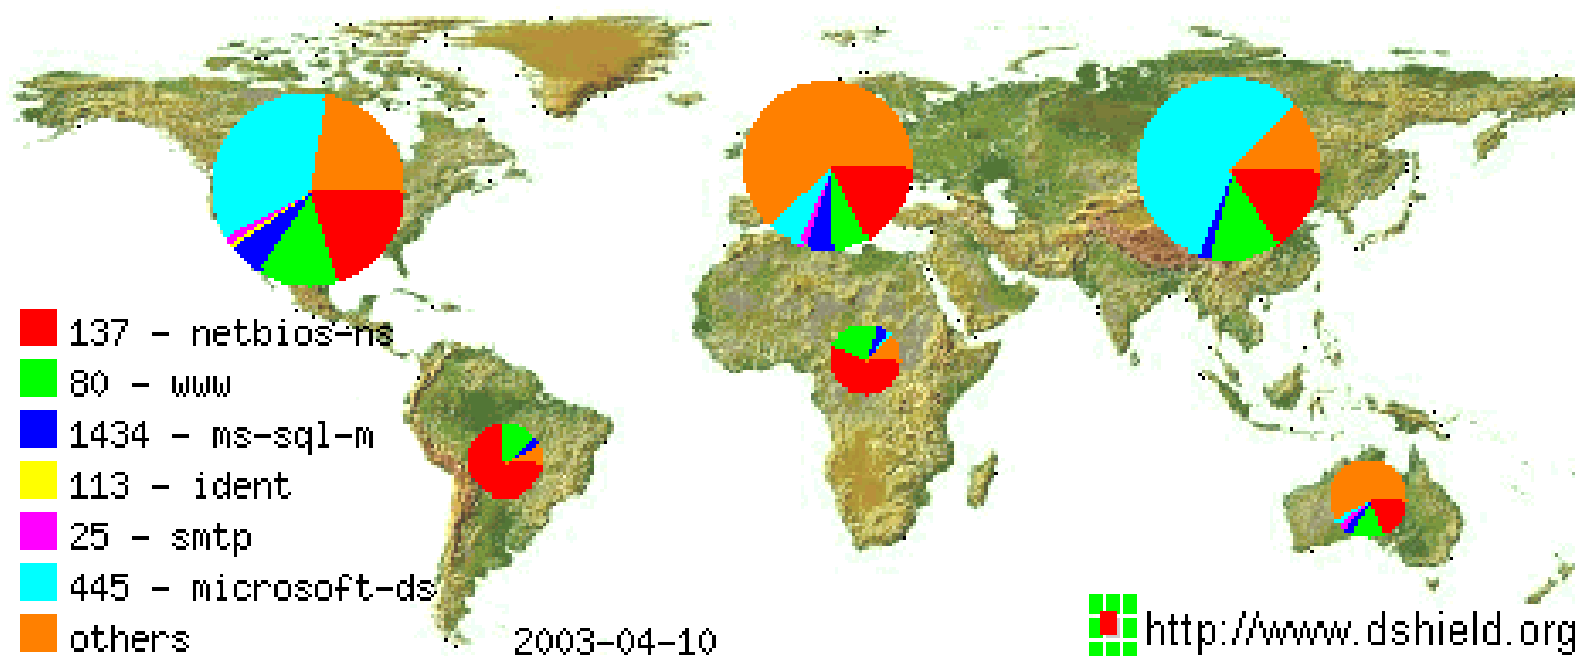 137 - netbios-ns
80 - www
1434 - ms-sql-m
113 - ident
25 - smtp
445 - microsoft-ds
others
2003-04-10
http://www.dshield.org